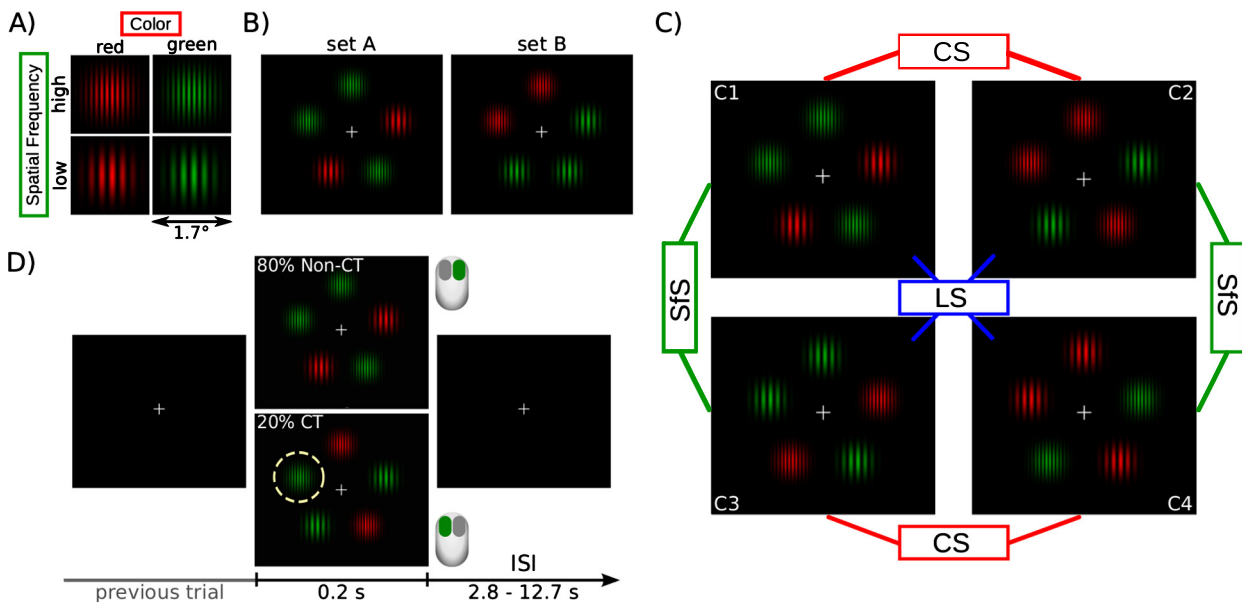 A)
Color
red
green
Spatial Frequency
high
low
1.7°
B)
set A
set B
C)
CS
C1
C2
SfS
LS
SfS
C3
C4
CS
D)
80% Non-CT
20% CT
ISI
previous trial
0.2 s
2.8 - 12.7 s